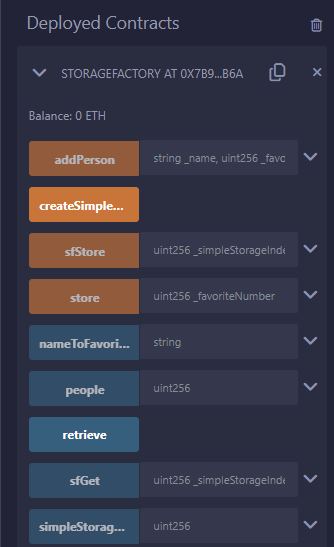 Deployed Contracts
STORAGEFACTORY AT 0X7B9...B6A
Balance: 0 ETH
addPerson string _name, uint256 _favo
createSimple...
sfStore uint256 _simpleStorageInde
store uint256 _favoriteNumber
nameToFavori... string
people uint256
retrieve
sfGet uint256 _simpleStorageInde
simpleStorag... uint256